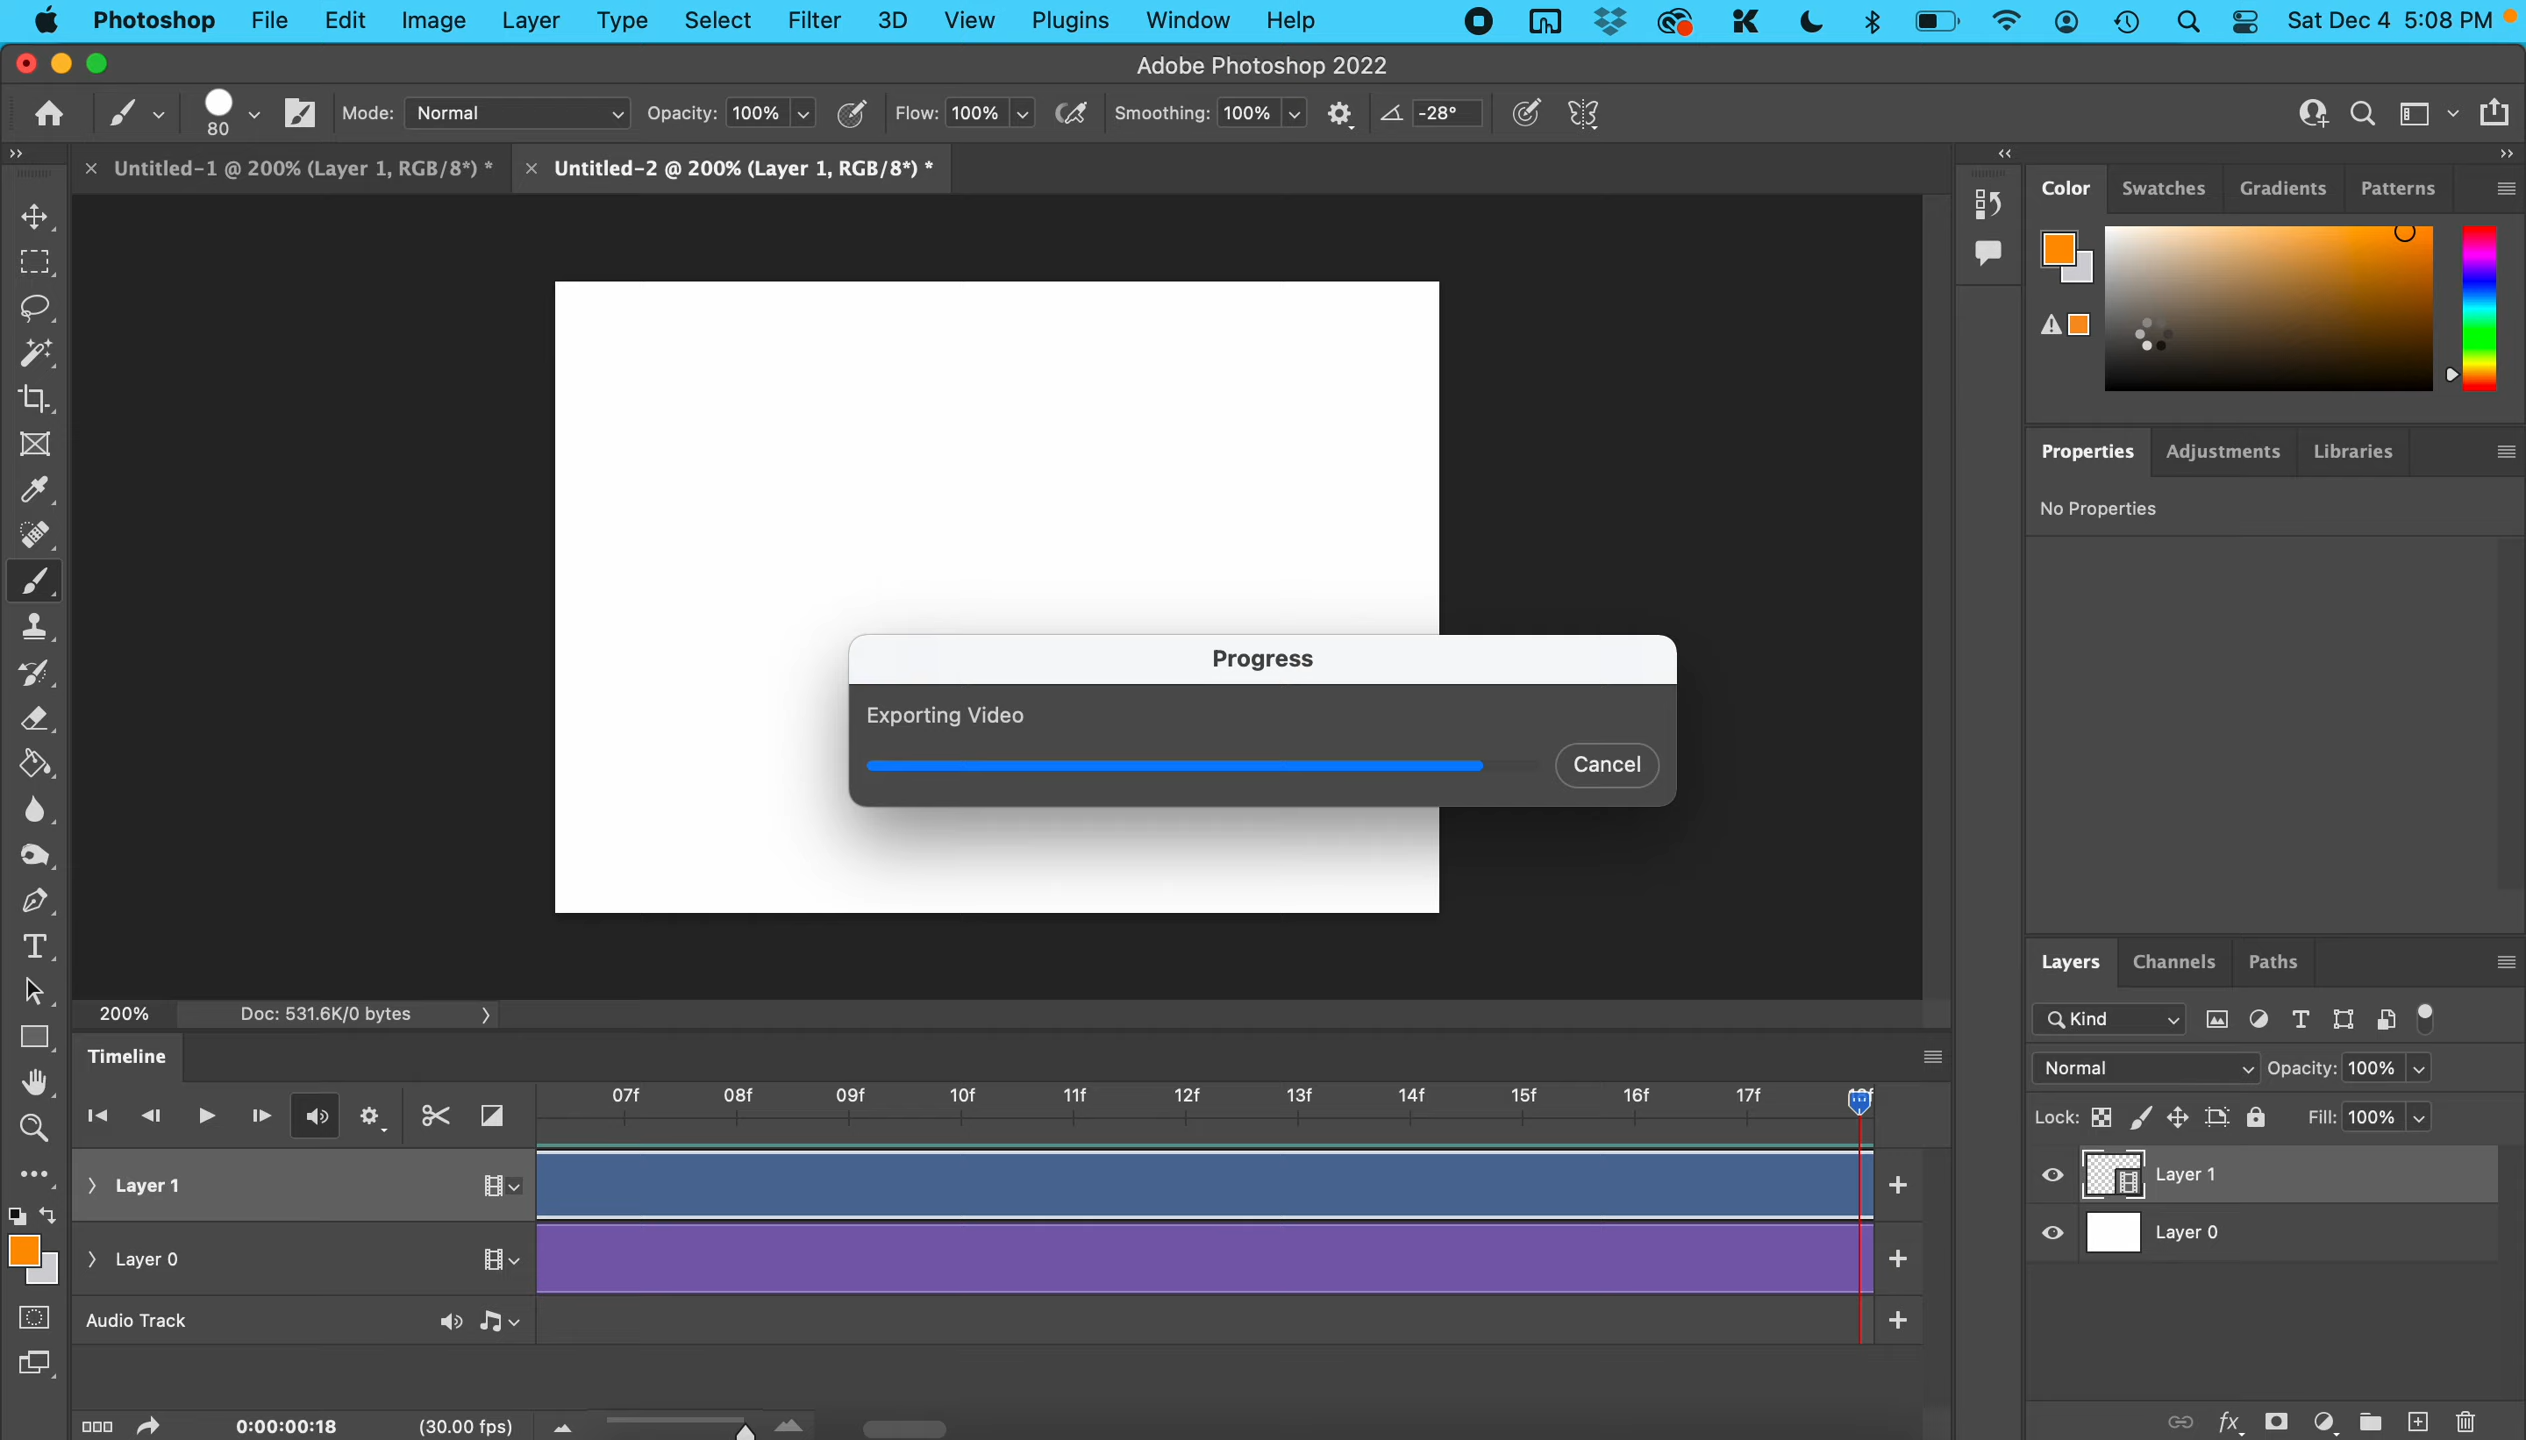 Photoshop File Edit Image Layer Type Select Filter 3D View Plugins Window Help Sat Dec 4 5:08 PM
Adobe Photoshop 2022
80 Mode: Normal Opacity: 100% Flow: 100% Smoothing: 100% -28°
Untitled-1 @ 200% (Layer 1, RGB/8*) * Untitled-2 @ 200% (Layer 1, RGB/8*) *
Color Swatches Gradients Patterns
Properties Adjustments Libraries
No Properties
Progress
Exporting Video
Cancel
Layers Channels Paths
200% Doc: 531.6K/0 bytes
Kind
Timeline
Normal Opacity: 100%
07f 08f 09f 10f 11f 12f 13f 14f 15f 16f 17f
Lock: Fill: 100%
Layer 1
Layer 1
Layer 0
Layer 0
Audio Track
0:00:00:18 (30.00 fps)
fx